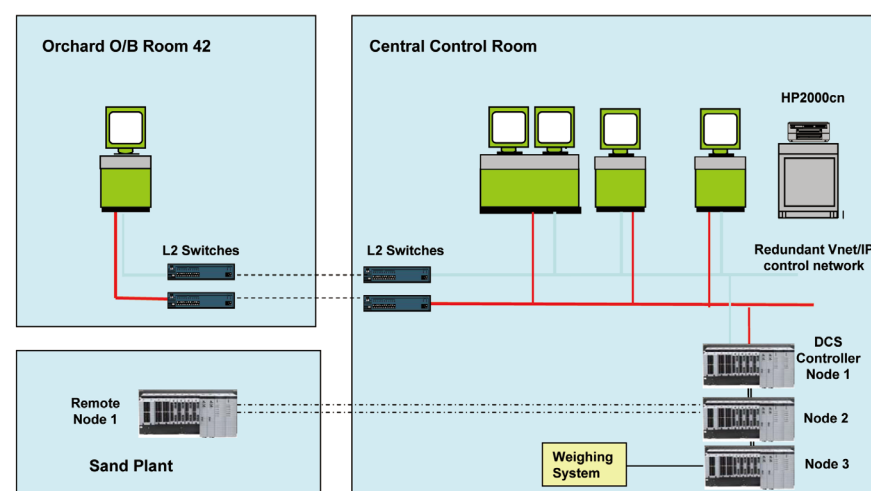 Orchard O/B Room 42
Central Control Room
HP2000cn
L2 Switches
L2 Switches
Redundant Vnet/IP
control network
DCS
Controller
Node 1
Remote
Node 1
Node 2
Sand Plant
Weighing
System
Node 3